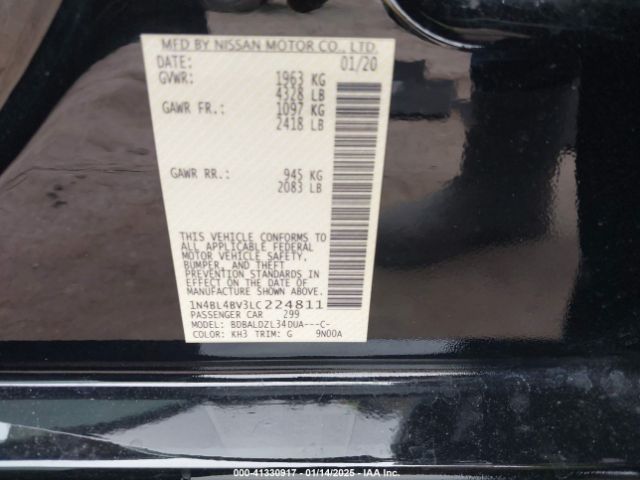 MFD BY NISSAN MOTOR CO., LTD.
DATE: 01/20
GVWR: 1963 KG
4328 LB
GAWR FR.: 1097 KG
2418 LB
GAWR RR.: 945 KG
2083 LB
THIS VEHICLE CONFORMS TO
ALL APPLICABLE FEDERAL
MOTOR VEHICLE SAFETY,
BUMPER, AND THEFT
PREVENTION STANDARDS IN
EFFECT ON THE DATE OF
MANUFACTURE SHOWN ABOVE.
1N4BL4BV3LC224811
PASSENGER CAR 299
MODEL: BDBALDZL34DUA---C-
COLOR: KH3 TRIM: G 9N00A
000-41330917 - 01/14/2025 - IAA Inc.